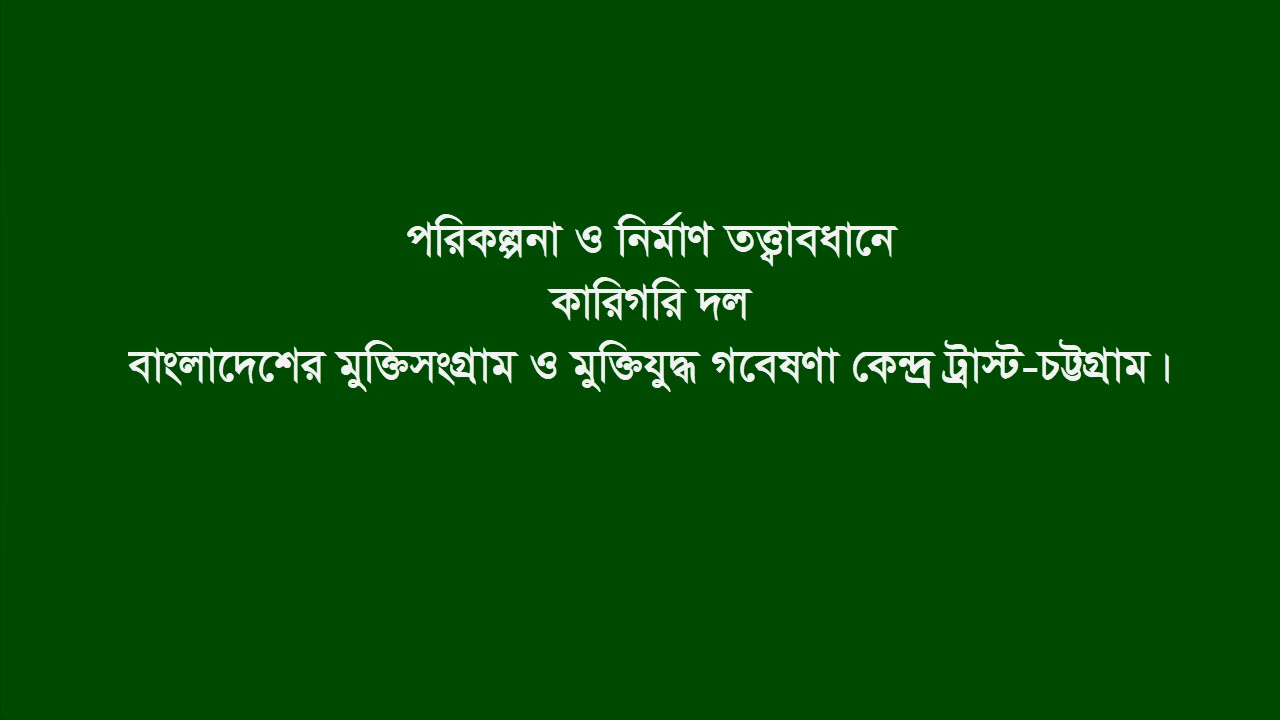 পরিকল্পনা ও নির্মাণ তত্ত্বাবধানে
কারিগরি দল
বাংলাদেশের মুক্তিসংগ্রাম ও মুক্তিযুদ্ধ গবেষণা কেন্দ্র ট্রাস্ট-চট্টগ্রাম।